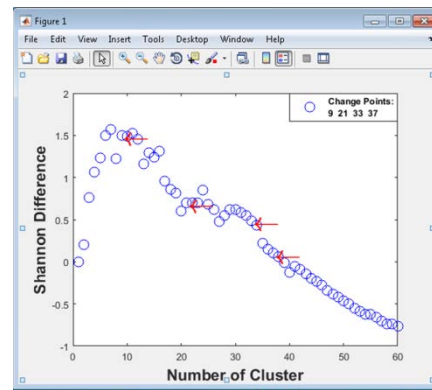 Figure 1
File Edit View Insert Tools Desktop Window Help
Change Points:
9 21 33 37
2
1.5
1
0.5
0
-0.5
-1
Shannon Difference
0 10 20 30 40 50 60
Number of Cluster